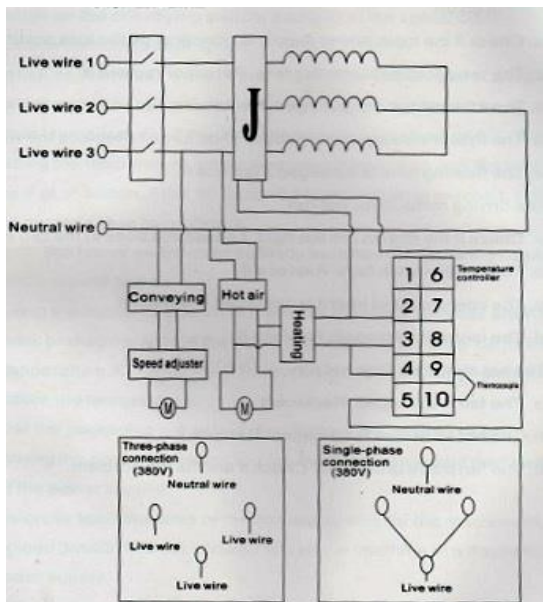 Live wire 1
Live wire 2
Live wire 3
J
Neutral wire
Conveying
Hot air
Heating
Speed adjuster
M
M
1 6
2 7
3 8
4 9
5 10
Temperature
controller
Thermocouple
Three-phase
connection
(380V)
Neutral wire
Live wire
Live wire
Live wire
Single-phase
connection
(380V)
Neutral wire
Live wire